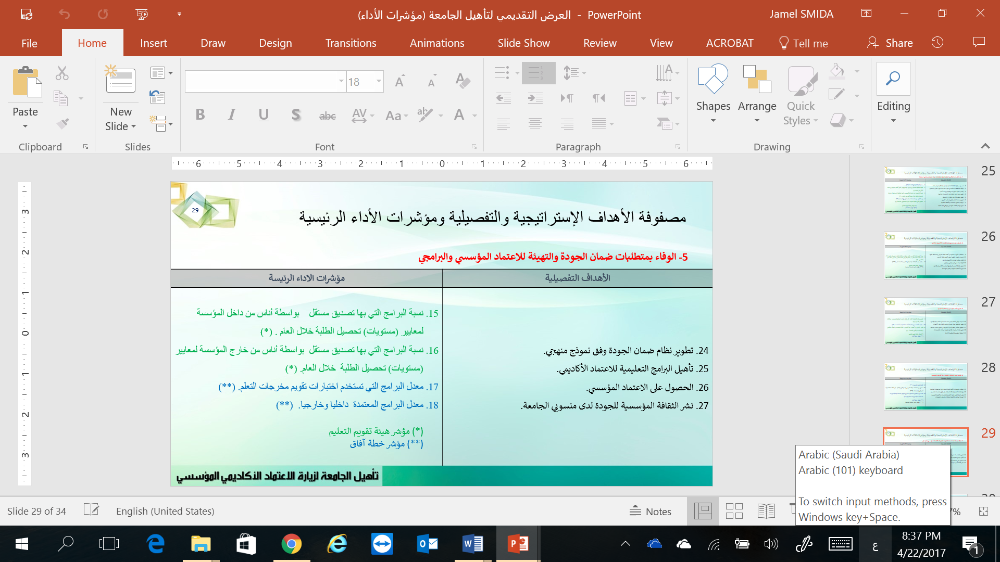 العرض التقديمي لتأهيل الجامعة (مؤشرات الأداء) - PowerPoint
Jamel SMIDA
File
Home
Insert
Draw
Design
Transitions
Animations
Slide Show
Review
View
ACROBAT
Tell me
Share
Paste
New
Slide
18
B I U S abc AV Aa ab A
Shapes
Arrange
Quick
Styles
Editing
Clipboard
Slides
Font
Paragraph
Drawing
6 5 4 3 2 1 0 1 2 3 4 5 6
3
2
1
0
1
2
3
29
مصفوفة الأهداف الإستراتيجية والتفصيلية ومؤشرات الأداء الرئيسية
5- الوفاء بمتطلبات ضمان الجودة والتهيئة للاعتماد المؤسسي والبرامجي
الأهداف التفصيلية
24. تطوير نظام ضمان الجودة وفق نموذج منهجي.
25. تأهيل البرامج التعليمية للاعتماد الأكاديمي.
26. الحصول على الاعتماد المؤسسي.
27. نشر الثقافة المؤسسية للجودة لدى منسوبي الجامعة.
مؤشرات الاداء الرئيسة
15. نسبة البرامج التي بها تصديق مستقل بواسطة أناس من داخل المؤسسة
لمعايير (مستويات) تحصيل الطلبة خلال العام . (*)
16. نسبة البرامج التي بها تصديق مستقل بواسطة أناس من خارج المؤسسة لمعايير
(مستويات) تحصيل الطلبة خلال العام. (*)
17. معدل البرامج التي تستخدم اختبارات تقويم مخرجات التعلم. (**)
18. معدل البرامج المعتمدة داخليا وخارجيا. (**)
(*) مؤشر هيئة تقويم التعليم
(**) مؤشر خطة آفاق
تأهيل الجامعة لزيارة الاعتماد الأكاديمي المؤسسي
25
26
27
28
29
Arabic (Saudi Arabia)
Arabic (101) keyboard
To switch input methods, press
Windows key+Space.
Slide 29 of 34
English (United States)
Notes
%
ع
8:37 PM
4/22/2017
1